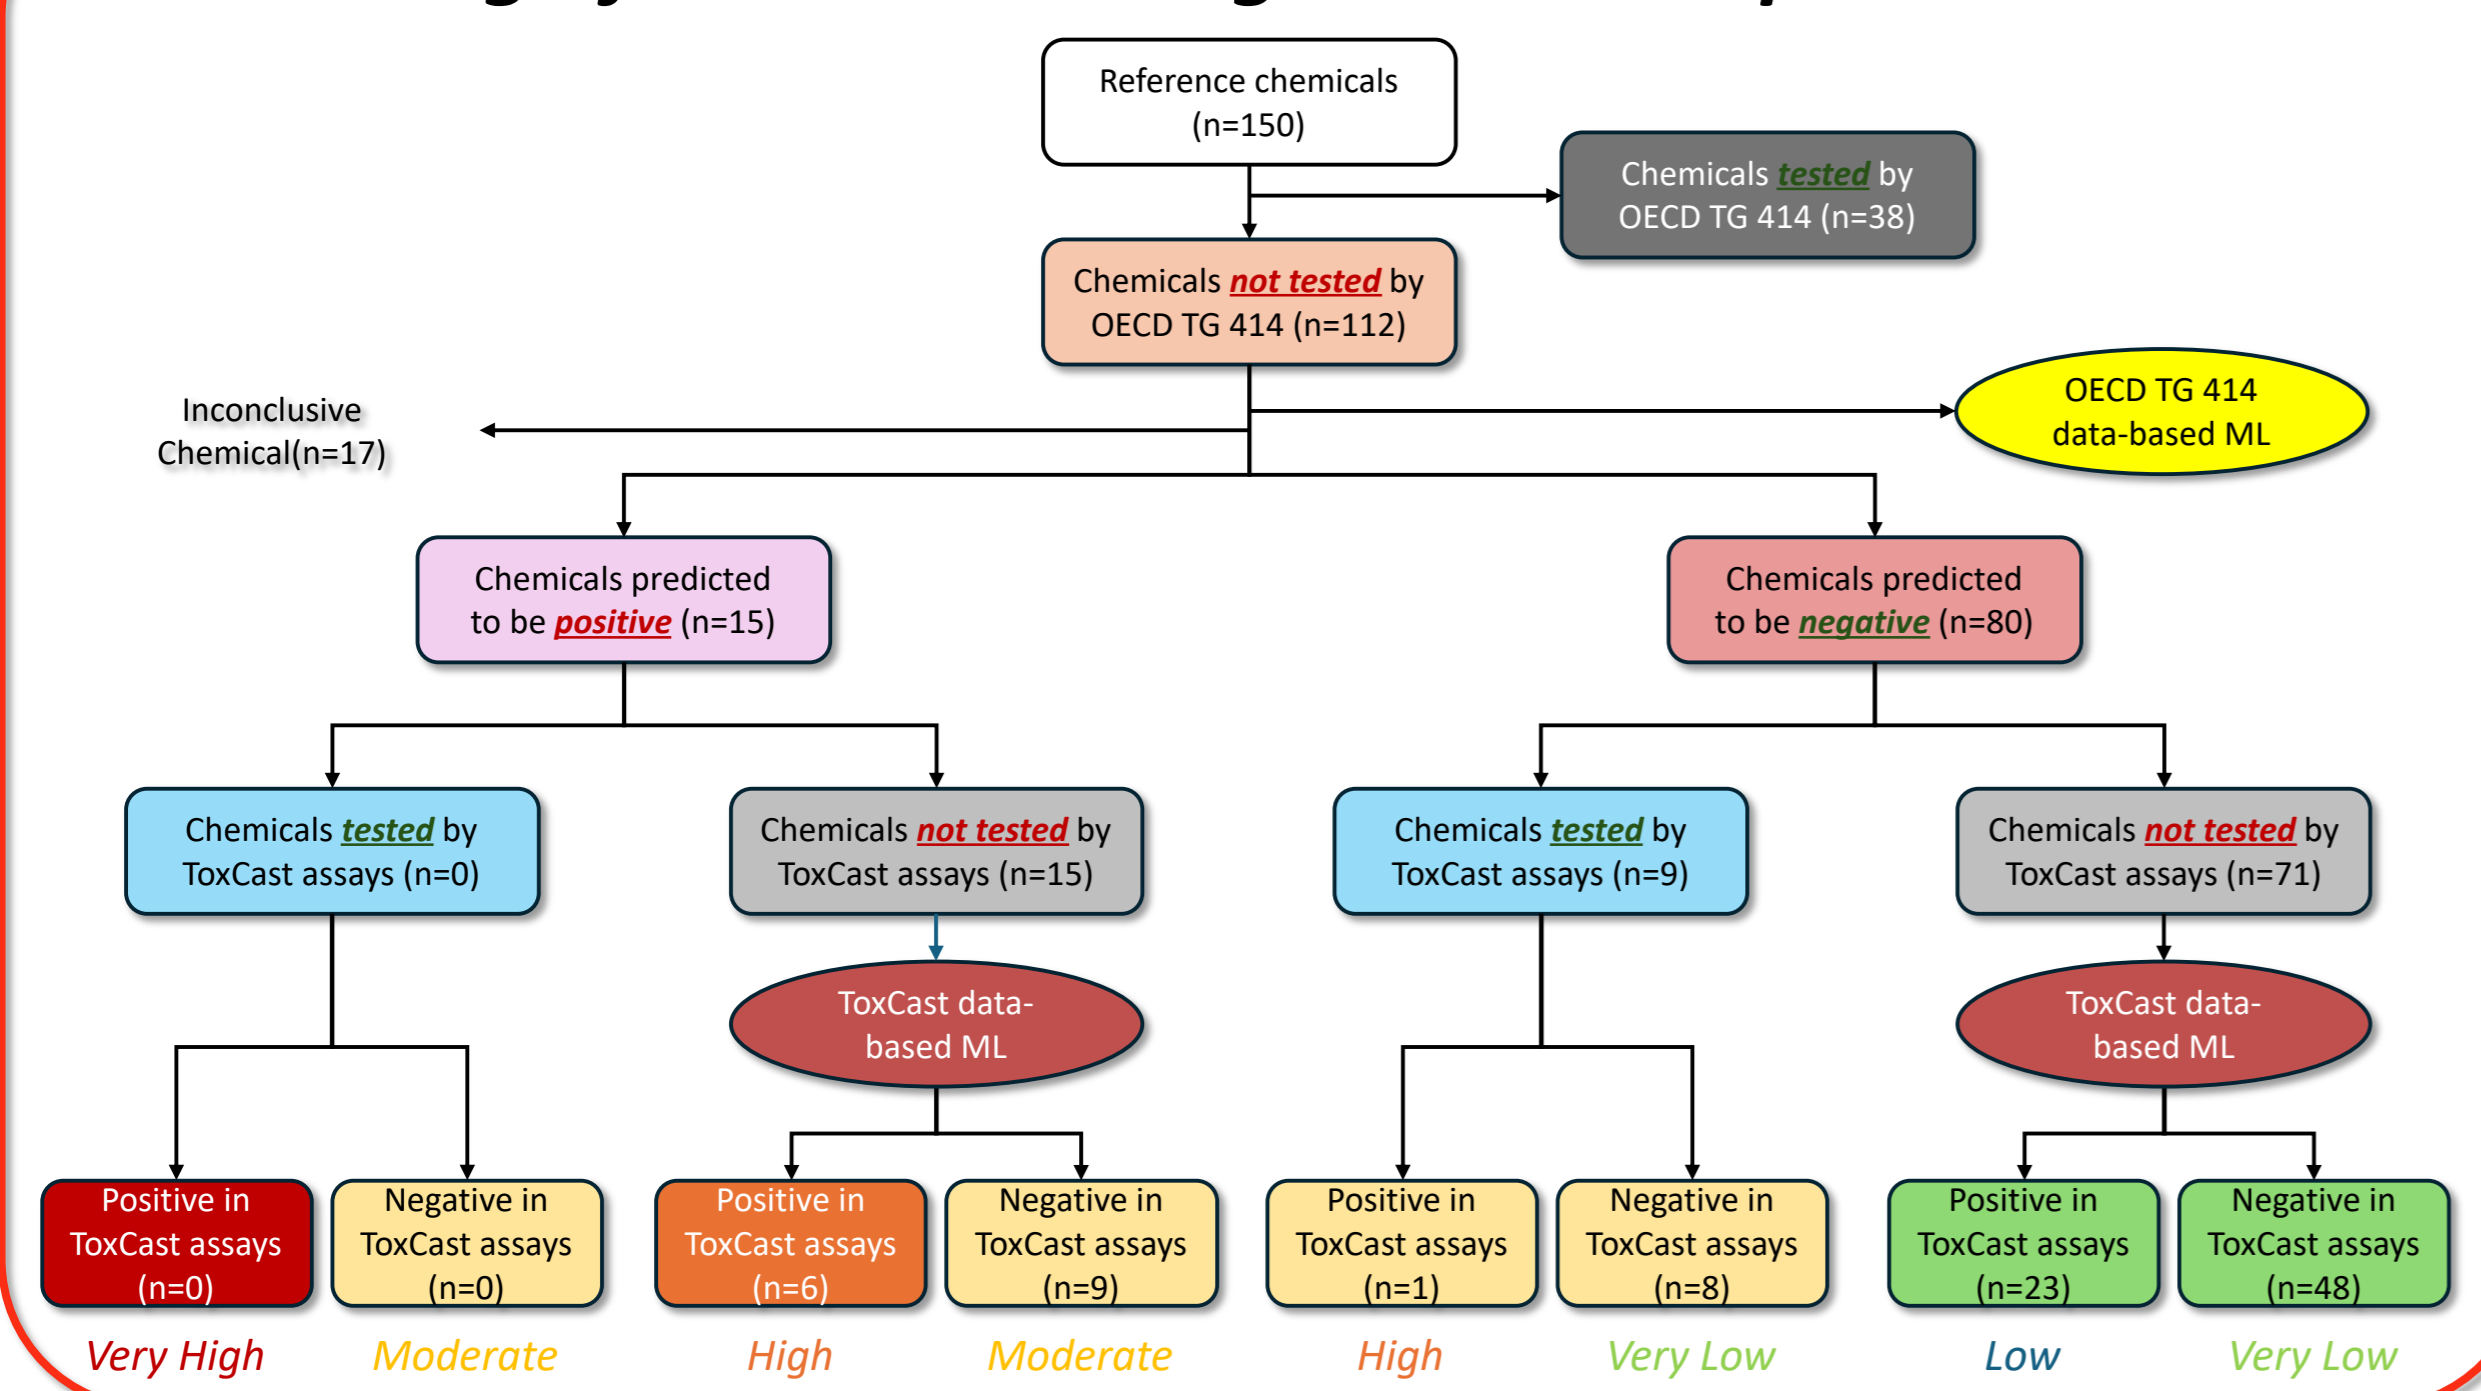 Reference chemicals
(n=150)
Chemicals tested by
OECD TG 414 (n=38)
Chemicals not tested by
OECD TG 414 (n=112)
OECD TG 414
data-based ML
Inconclusive
Chemical(n=17)
Chemicals predicted
to be positive (n=15)
Chemicals predicted
to be negative (n=80)
Chemicals tested by
ToxCast assays (n=0)
Chemicals not tested by
ToxCast assays (n=15)
Chemicals tested by
ToxCast assays (n=9)
Chemicals not tested by
ToxCast assays (n=71)
ToxCast data-
based ML
ToxCast data-
based ML
Positive in
ToxCast assays
(n=0)
Negative in
ToxCast assays
(n=0)
Positive in
ToxCast assays
(n=6)
Negative in
ToxCast assays
(n=9)
Positive in
ToxCast assays
(n=1)
Negative in
ToxCast assays
(n=8)
Positive in
ToxCast assays
(n=23)
Negative in
ToxCast assays
(n=48)
Very High
Moderate
High
Moderate
High
Very Low
Low
Very Low